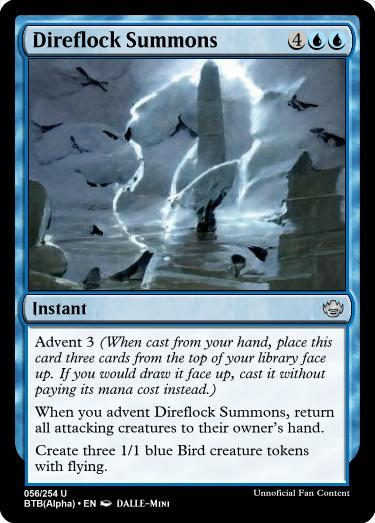 Direflock Summons 4
Instant
Advent 3 (When cast from your hand, place this
card three cards from the top of your library face
up. If you would draw it face up, cast it without
paying its mana cost instead.)
When you advent Direflock Summons, return
all attacking creatures to their owner's hand.
Create three 1/1 blue Bird creature tokens
with flying.
056/254 U
BTB(Alpha) • EN DALLE-Mini
Unnoficial Fan Content